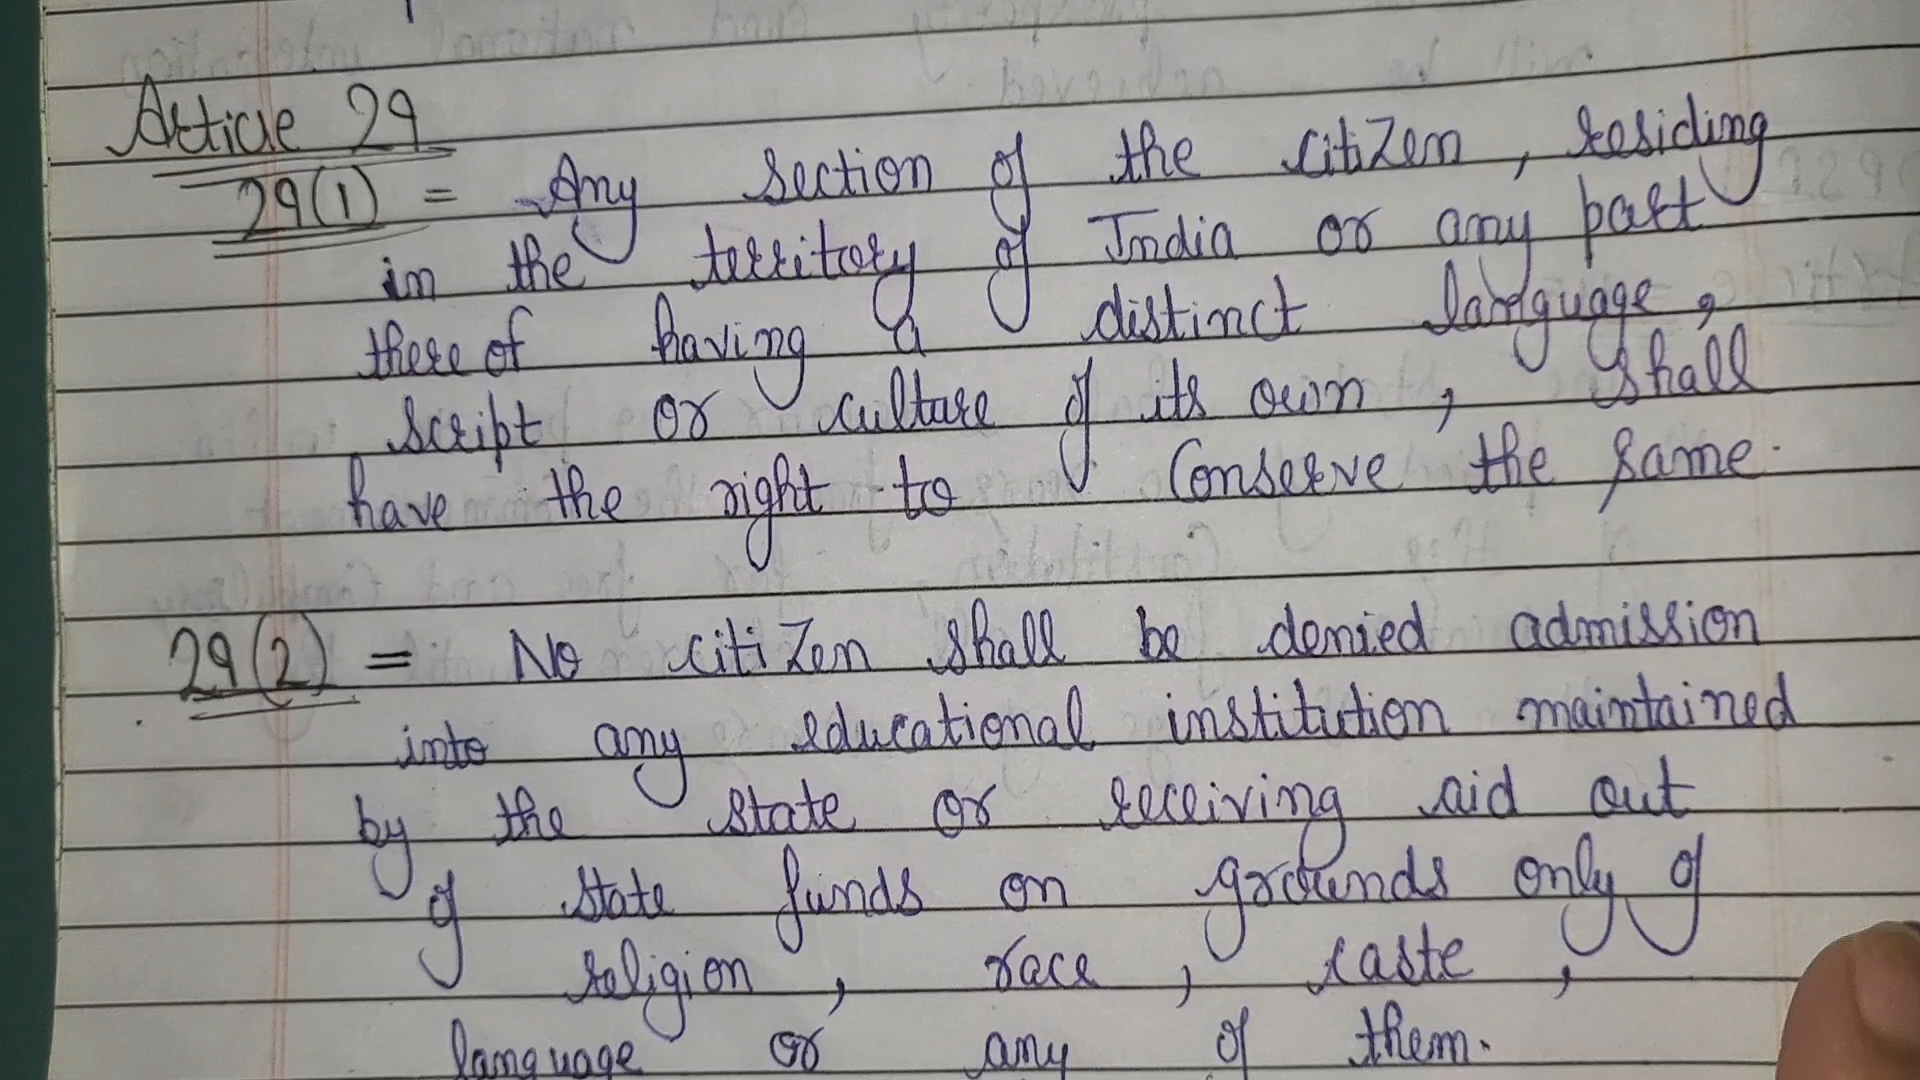 Article 29
29(1) = Any section of the citizen, residing
in the territory of India or any part
there of having a distinct language,
script or culture of its own, shall
have the right to conserve the same.
29(2) = No citizen shall be denied admission
into any educational institution maintained
by the state or receiving aid out
of state funds on grounds only of
religion, race, caste,
language or any of them.